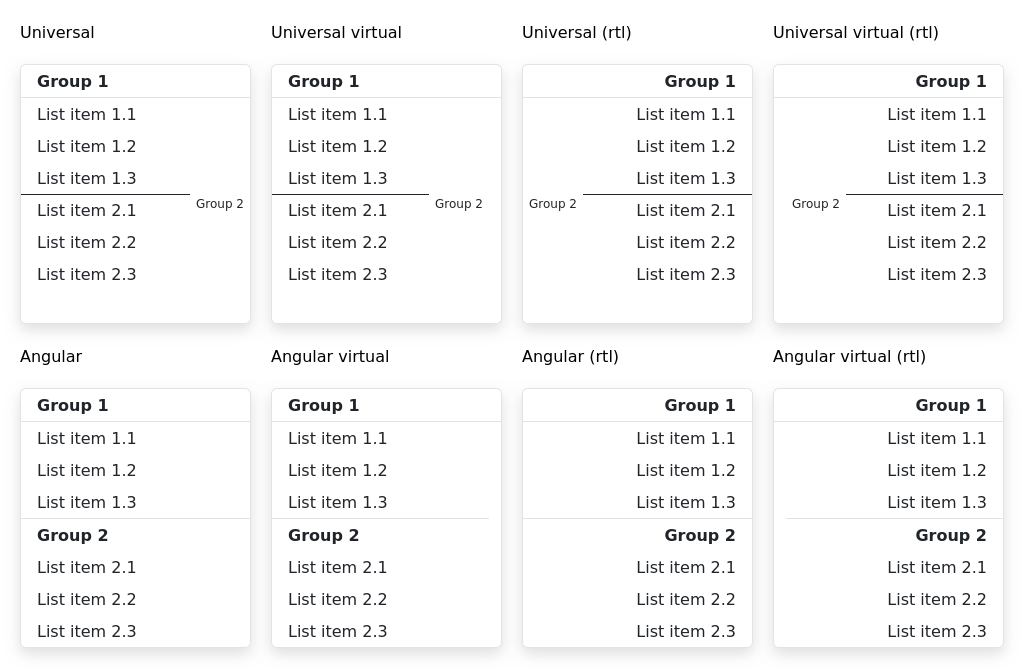 Universal
Group 1
List item 1.1
List item 1.2
List item 1.3
Group 2
List item 2.1
List item 2.2
List item 2.3
Universal virtual
Group 1
List item 1.1
List item 1.2
List item 1.3
Group 2
List item 2.1
List item 2.2
List item 2.3
Universal (rtl)
Group 1
List item 1.1
List item 1.2
List item 1.3
Group 2
List item 2.1
List item 2.2
List item 2.3
Universal virtual (rtl)
Group 1
List item 1.1
List item 1.2
List item 1.3
Group 2
List item 2.1
List item 2.2
List item 2.3
Angular
Group 1
List item 1.1
List item 1.2
List item 1.3
Group 2
List item 2.1
List item 2.2
List item 2.3
Angular virtual
Group 1
List item 1.1
List item 1.2
List item 1.3
Group 2
List item 2.1
List item 2.2
List item 2.3
Angular (rtl)
Group 1
List item 1.1
List item 1.2
List item 1.3
Group 2
List item 2.1
List item 2.2
List item 2.3
Angular virtual (rtl)
Group 1
List item 1.1
List item 1.2
List item 1.3
Group 2
List item 2.1
List item 2.2
List item 2.3